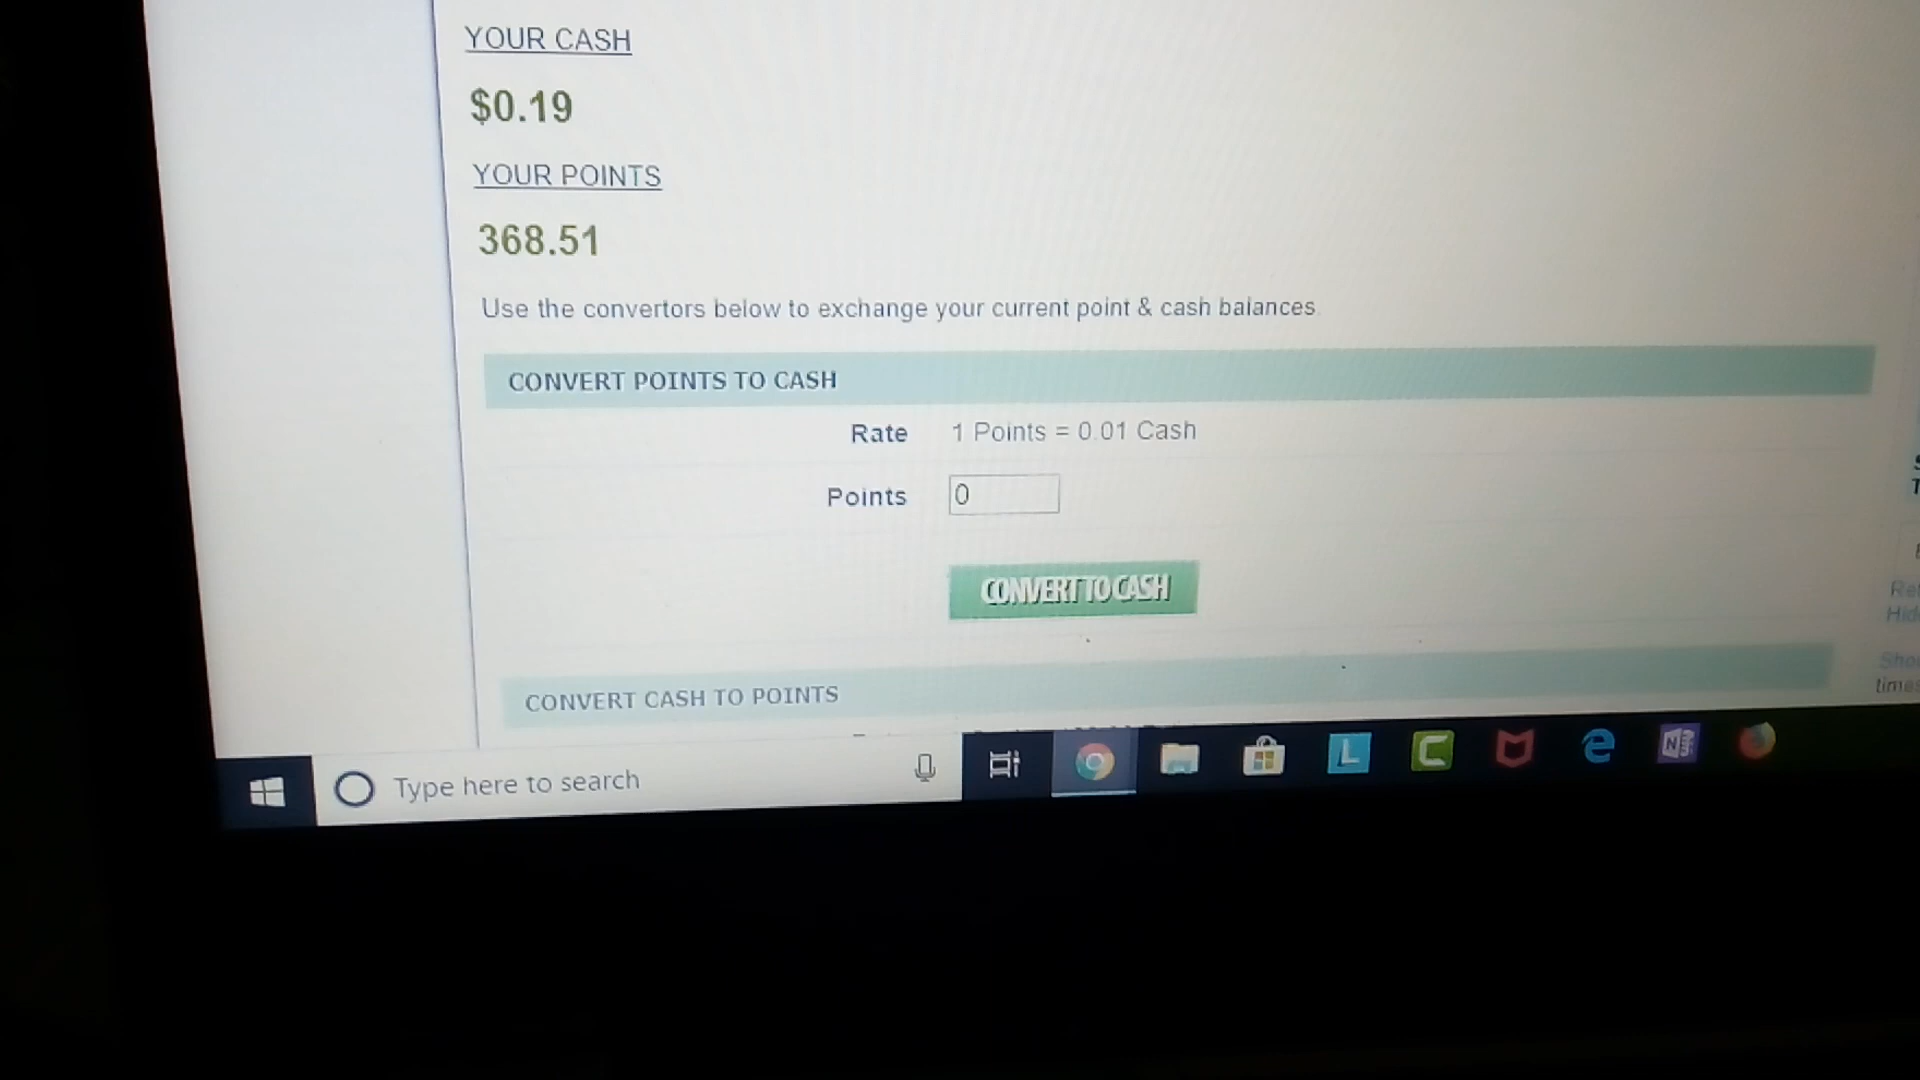 YOUR CASH
$0.19
YOUR POINTS
368.51
Use the convertors below to exchange your current point & cash balances.
CONVERT POINTS TO CASH
Rate 1 Points = 0.01 Cash
Points 0
CONVERT TO CASH
CONVERT CASH TO POINTS
Type here to search